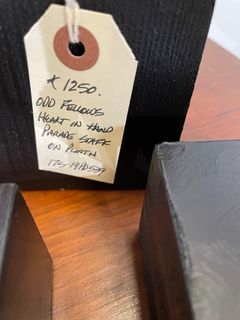 * 1250.
ODD FELLOWS
HEART IN HAND
PARADE STAFF
ON PLINTH